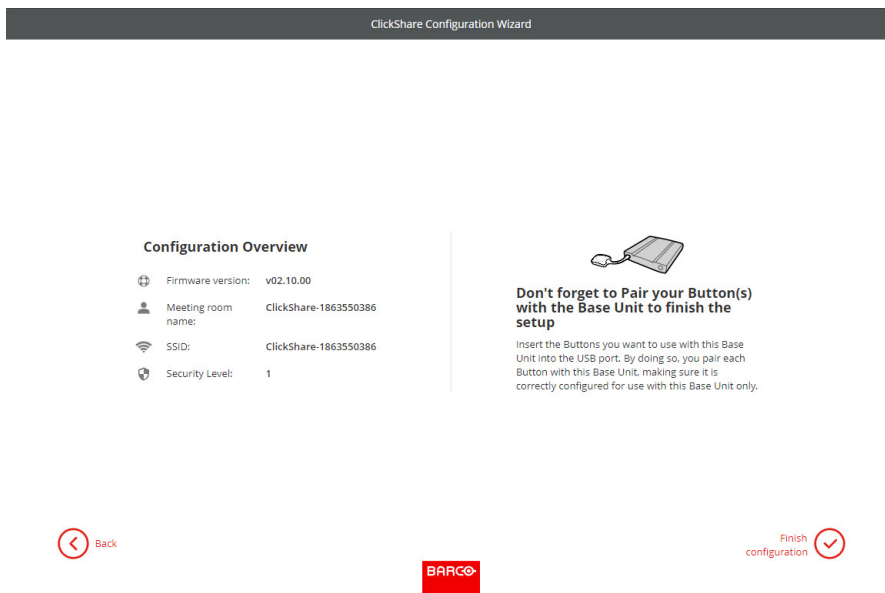 ClickShare Configuration Wizard
Configuration Overview
Firmware version: v02.10.00
Meeting room name: ClickShare-1863550386
SSID: ClickShare-1863550386
Security Level: 1
Don't forget to Pair your Button(s)
with the Base Unit to finish the
setup
Insert the Buttons you want to use with this Base
Unit into the USB port. By doing so, you pair each
Button with this Base Unit, making sure it is
correctly configured for use with this Base Unit only.
Back
Finish
configuration
BARCO